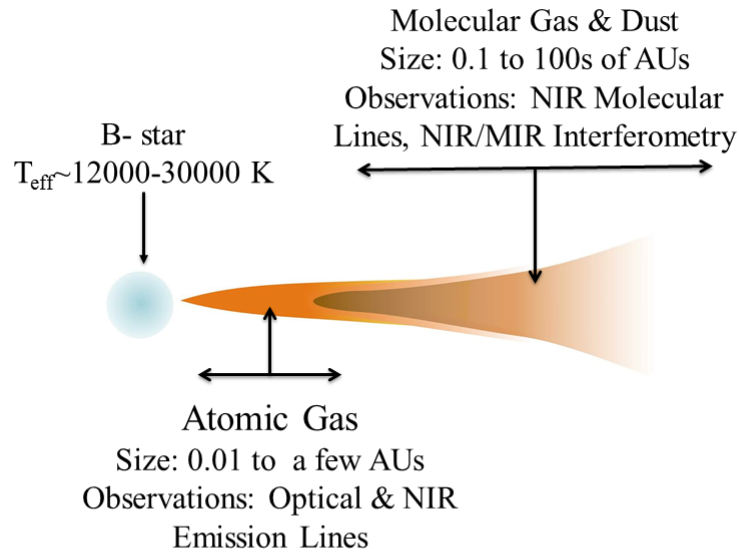 Molecular Gas & Dust
Size: 0.1 to 100s of AUs
Observations: NIR Molecular
Lines, NIR/MIR Interferometry
B- star
Teff~12000-30000 K
Atomic Gas
Size: 0.01 to a few AUs
Observations: Optical & NIR
Emission Lines